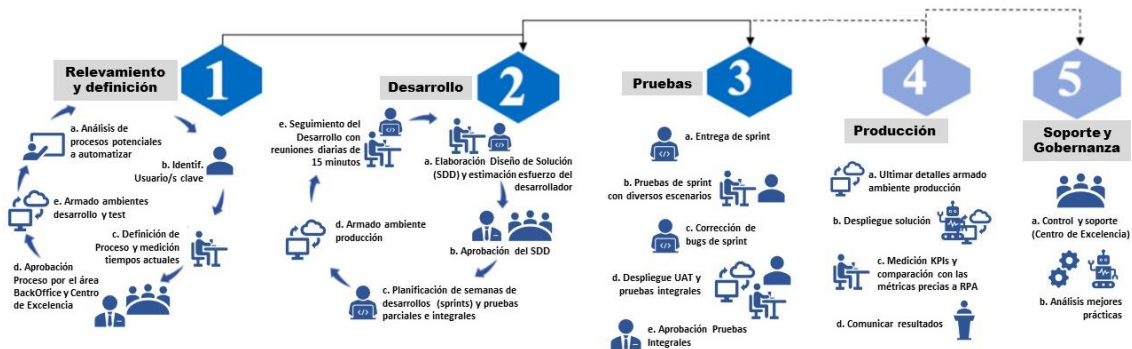 1
Relevamiento
y definición
a. Análisis de
procesos potenciales
a automatizar
b. Identif.
Usuario/s clave
c. Definición de
Proceso y medición
tiempos actuales
d. Aprobación
Proceso por el área
BackOffice y Centro
de Excelencia
e. Armado ambientes
desarrollo y test
2
Desarrollo
a. Elaboración Diseño de Solución
(SDD) y estimación esfuerzo del
desarrollador
b. Aprobación del SDD
c. Planificación de semanas de
desarrollos (sprints) y pruebas
parciales e integrales
d. Armado ambiente
producción
e. Seguimiento del
Desarrollo con
reuniones diarias de
15 minutos
3
Pruebas
a. Entrega de sprint
b. Pruebas de sprint
con diversos escenarios
c. Corrección de
bugs de sprint
d. Despliegue UAT y
pruebas integrales
e. Aprobación Pruebas
Integrales
4
Producción
a. Ultimar detalles armado
ambiente producción
b. Despliegue solución
c. Medición KPIs y
comparación con las
métricas precias a RPA
d. Comunicar resultados
5
Soporte y
Gobernanza
a. Control y soporte
(Centro de Excelencia)
b. Análisis mejores
prácticas